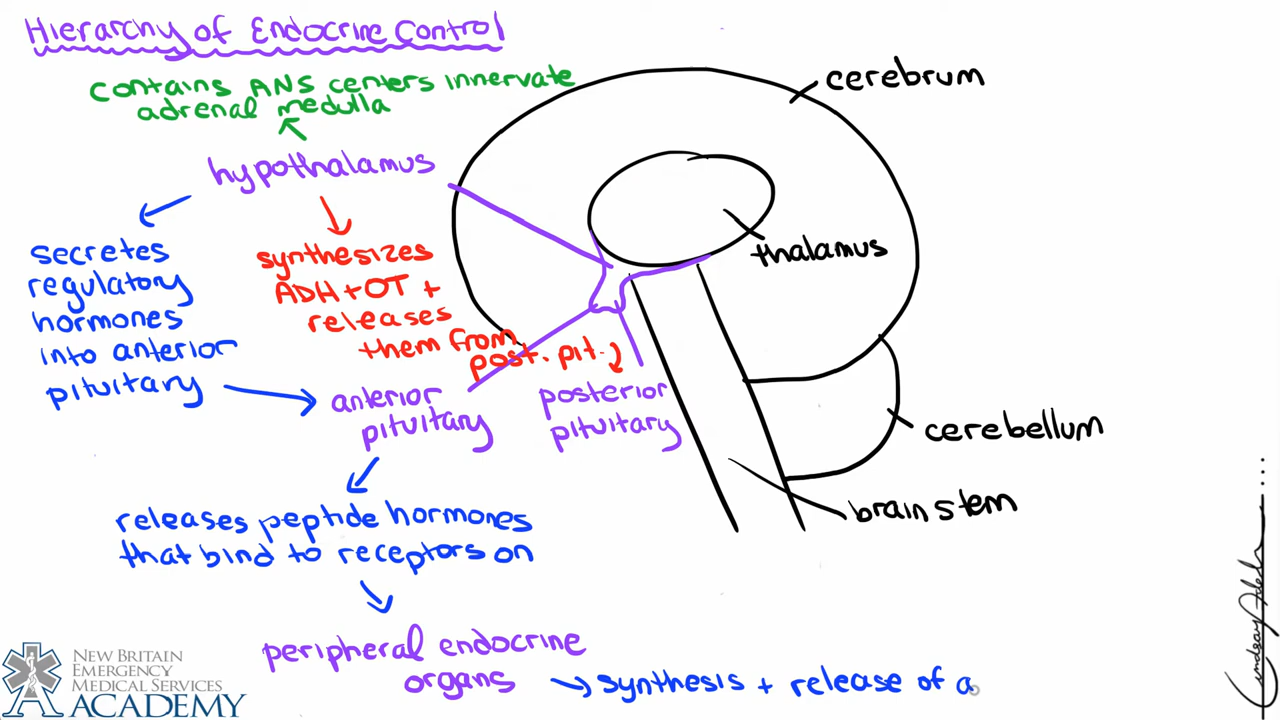 Hierarchy of Endocrine Control
contains ANS centers innervate
adrenal medulla
hypothalamus
secretes
regulatory
hormones
into anterior
pituitary
synthesizes
ADH + OT +
releases
them from
post. pit.
anterior
pituitary
posterior
pituitary
releases peptide hormones
that bind to receptors on
peripheral endocrine
organs
synthesis + release of a
cerebrum
thalamus
cerebellum
brain stem
NEW BRITAIN
EMERGENCY
MEDICAL SERVICES
ACADEMY